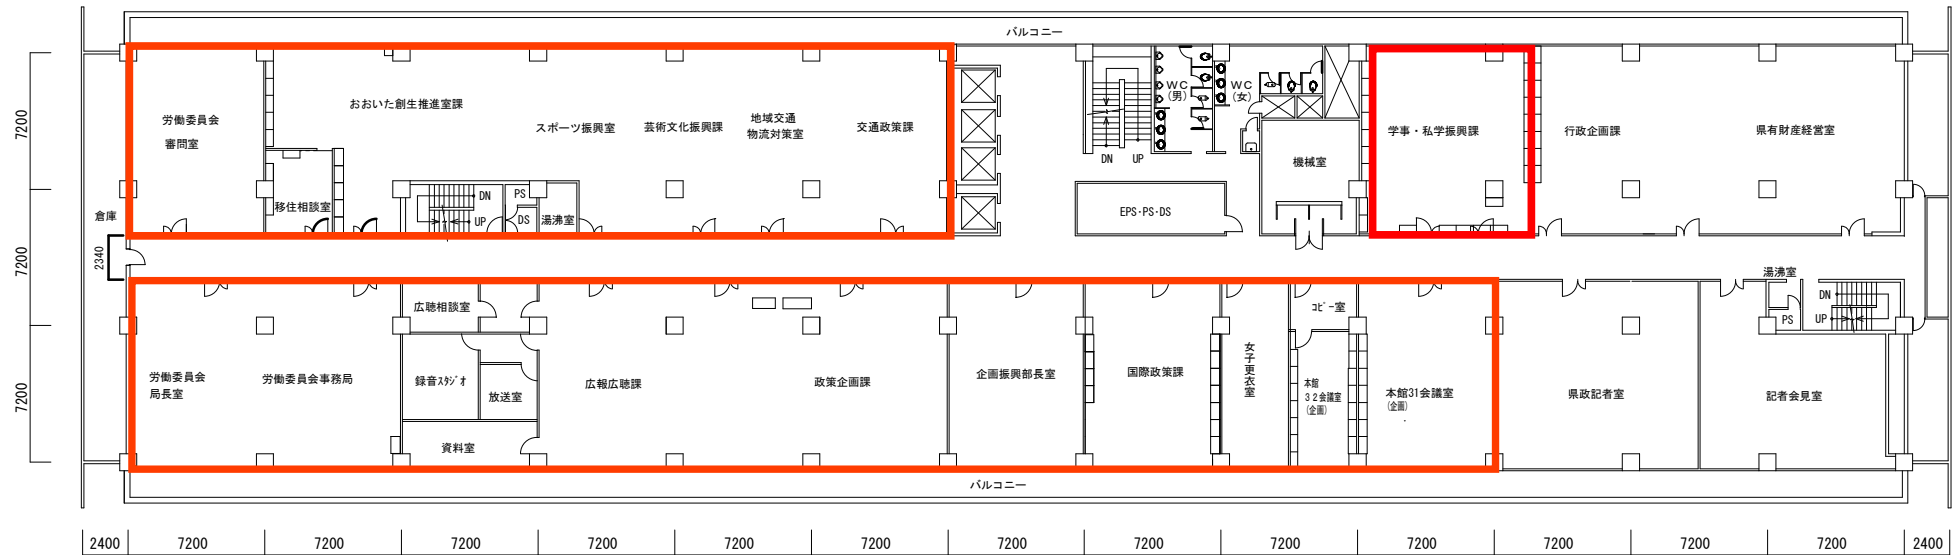 バルコニー
7200
7200
7200
2340
倉庫
労働委員会
審問室
おおいた創生推進室課
移住相談室
スポーツ振興室
芸術文化振興課
地域交通
物流対策室
交通政策課
DN
UP
PS
DS
湯沸室
DN UP
WC
(男)
WC
(女)
EPS・PS・DS
機械室
学事・私学振興課
行政企画課
県有財産経営室
湯沸室
PS
DN
UP
労働委員会
局長室
労働委員会事務局
広聴相談室
録音スタジオ
放送室
資料室
広報広聴課
政策企画課
企画振興部長室
国際政策課
女子更衣室
コピー室
本館
32会議室
(企画)
本館31会議室
(企画)
県政記者室
記者会見室
バルコニー
2400 7200 7200 7200 7200 7200 7200 7200 7200 7200 7200 7200 7200 7200 2400